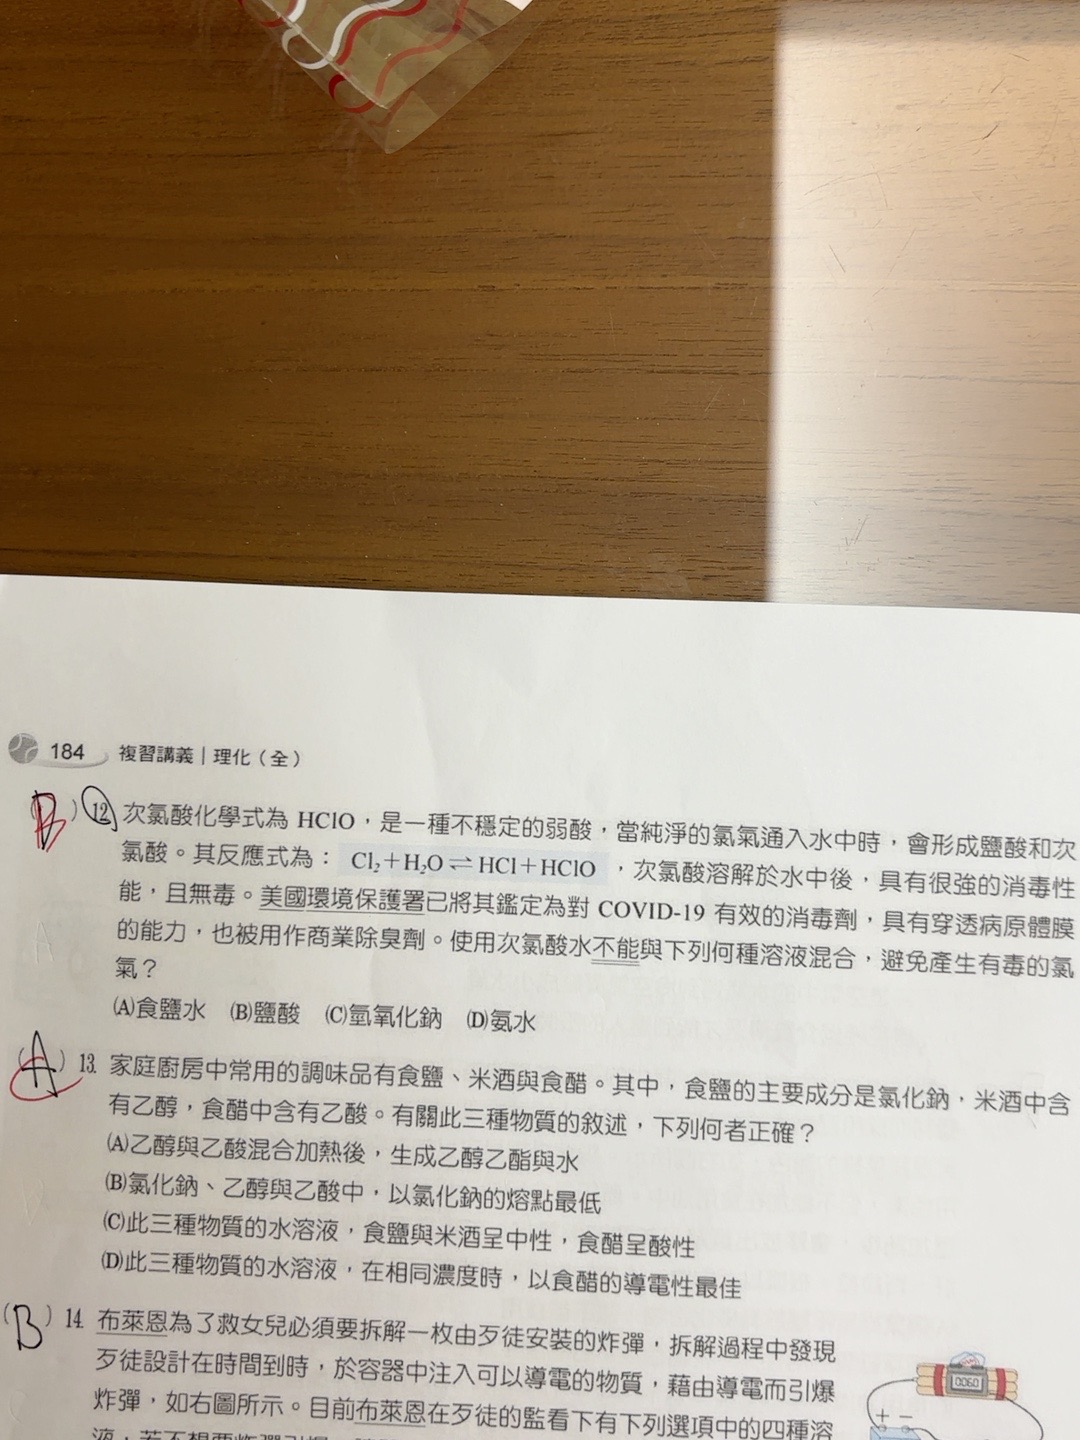 184 複習講義｜理化（全）
(B) 12. 次氯酸化學式為 HClO，是一種不穩定的弱酸，當純淨的氯氣通入水中時，會形成鹽酸和次
氯酸。其反應式為： Cl₂＋H₂O⇌HCl＋HClO ，次氯酸溶解於水中後，具有很強的消毒性
能，且無毒。美國環境保護署已將其鑑定為對 COVID-19 有效的消毒劑，具有穿透病原體膜
的能力，也被用作商業除臭劑。使用次氯酸水不能與下列何種溶液混合，避免產生有毒的氯
氣？
(A)食鹽水 (B)鹽酸 (C)氫氧化鈉 (D)氨水
(A) 13. 家庭廚房中常用的調味品有食鹽、米酒與食醋。其中，食鹽的主要成分是氯化鈉，米酒中含
有乙醇，食醋中含有乙酸。有關此三種物質的敘述，下列何者正確？
(A)乙醇與乙酸混合加熱後，生成乙醇乙酯與水
(B)氯化鈉、乙醇與乙酸中，以氯化鈉的熔點最低
(C)此三種物質的水溶液，食鹽與米酒呈中性，食醋呈酸性
(D)此三種物質的水溶液，在相同濃度時，以食醋的導電性最佳
(B) 14. 布萊恩為了救女兒必須要拆解一枚由歹徒安裝的炸彈，拆解過程中發現
歹徒設計在時間到時，於容器中注入可以導電的物質，藉由導電而引爆
炸彈，如右圖所示。目前布萊恩在歹徒的監看下有下列選項中的四種溶
液，若不想要炸彈引爆，
0060
＋ －